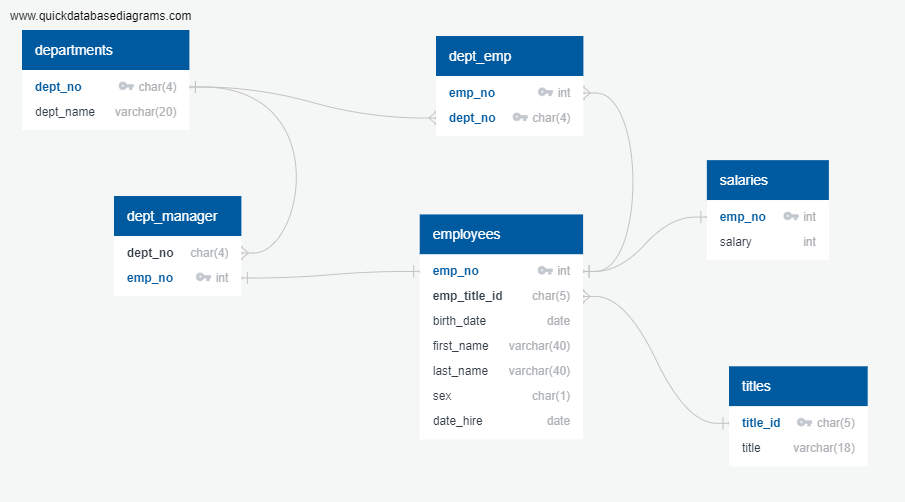 www.quickdatabasediagrams.com
departments
dept_no char(4)
dept_name varchar(20)
dept_emp
emp_no int
dept_no char(4)
salaries
emp_no int
salary int
dept_manager
dept_no char(4)
emp_no int
employees
emp_no int
emp_title_id char(5)
birth_date date
first_name varchar(40)
last_name varchar(40)
sex char(1)
date_hire date
titles
title_id char(5)
title varchar(18)